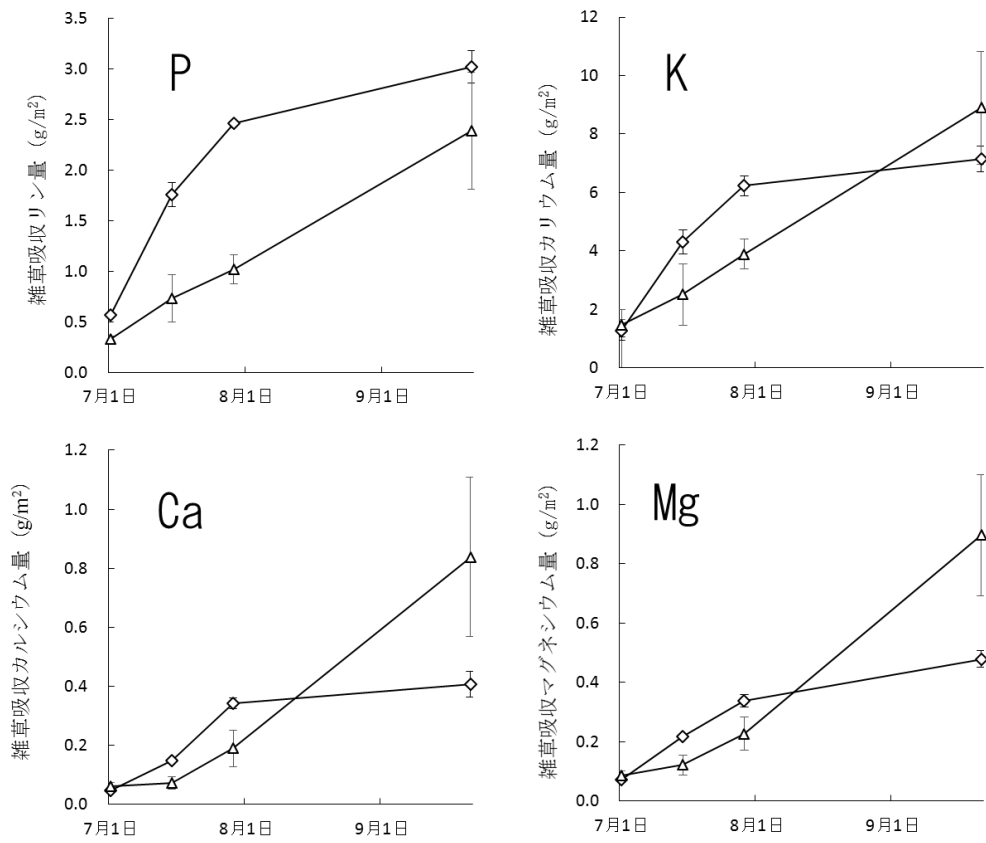 P
雑草吸収リン量 (g/m²)
3.5
3.0
2.5
2.0
1.5
1.0
0.5
0.0
7月1日 8月1日 9月1日
K
雑草吸収カリウム量 (g/m²)
12
10
8
6
4
2
0
7月1日 8月1日 9月1日
Ca
雑草吸収カルシウム量 (g/m²)
1.2
1.0
0.8
0.6
0.4
0.2
0.0
7月1日 8月1日 9月1日
Mg
雑草吸収マグネシウム量 (g/m²)
1.2
1.0
0.8
0.6
0.4
0.2
0.0
7月1日 8月1日 9月1日